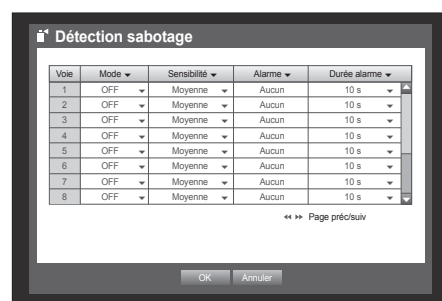 Détection sabotage
Voie Mode Sensibilité Alarme Durée alarme
1 OFF Moyenne Aucun 10 s
2 OFF Moyenne Aucun 10 s
3 OFF Moyenne Aucun 10 s
4 OFF Moyenne Aucun 10 s
5 OFF Moyenne Aucun 10 s
6 OFF Moyenne Aucun 10 s
7 OFF Moyenne Aucun 10 s
8 OFF Moyenne Aucun 10 s
Page préc/suiv
OK Annuler